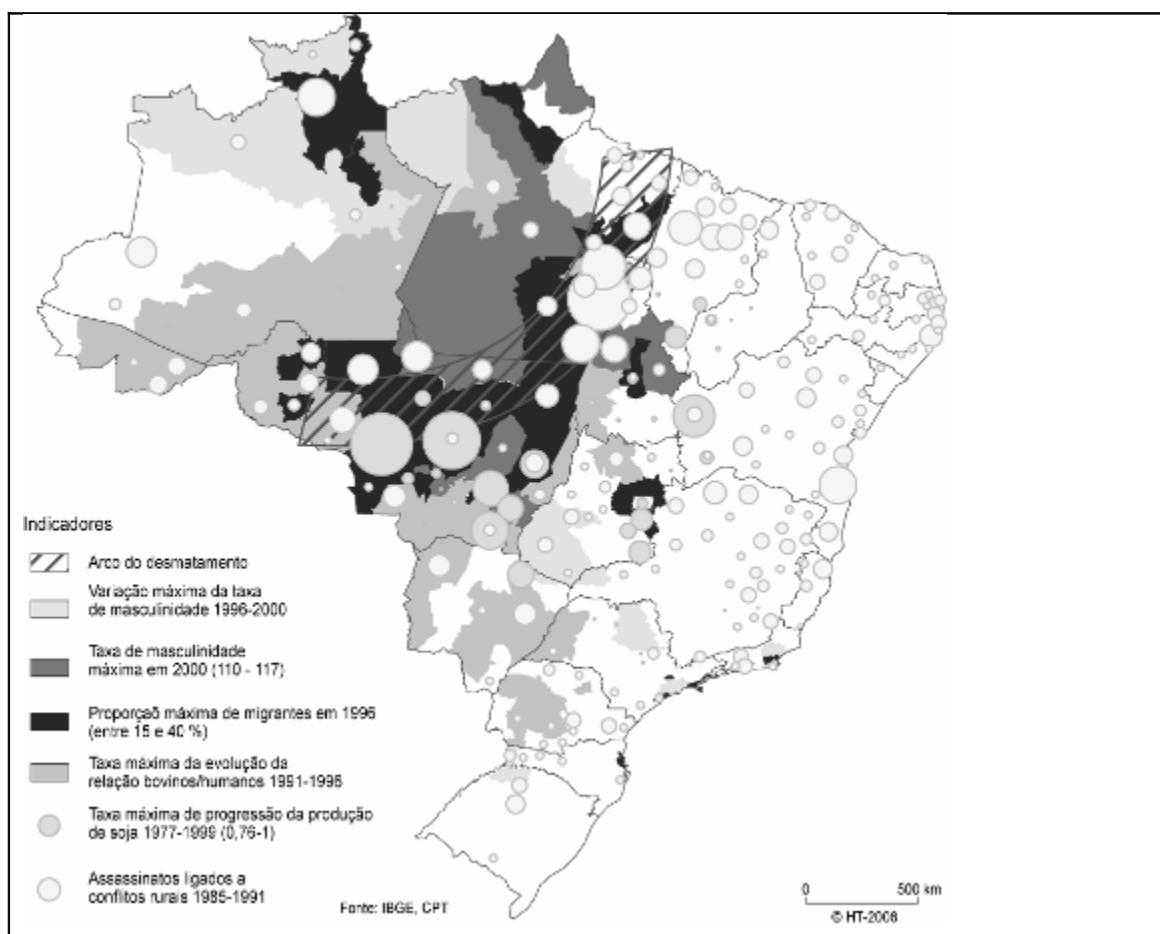 Indicadores
Arco do desmatamento
Variação máxima da taxa
de masculinidade 1996-2000
Taxa de masculinidade
máxima em 2000 (110 - 117)
Proporçaõ máxima de migrantes em 1996
(entre 15 e 40 %)
Taxa máxima da evolução da
relação bovinos/humanos 1991-1996
Taxa máxima de progressão da produção
de soja 1977-1999 (0,76-1)
Assassinatos ligados a
conflitos rurais 1985-1991
Fonte: IBGE, CPT
0 500 km
© HT-2008